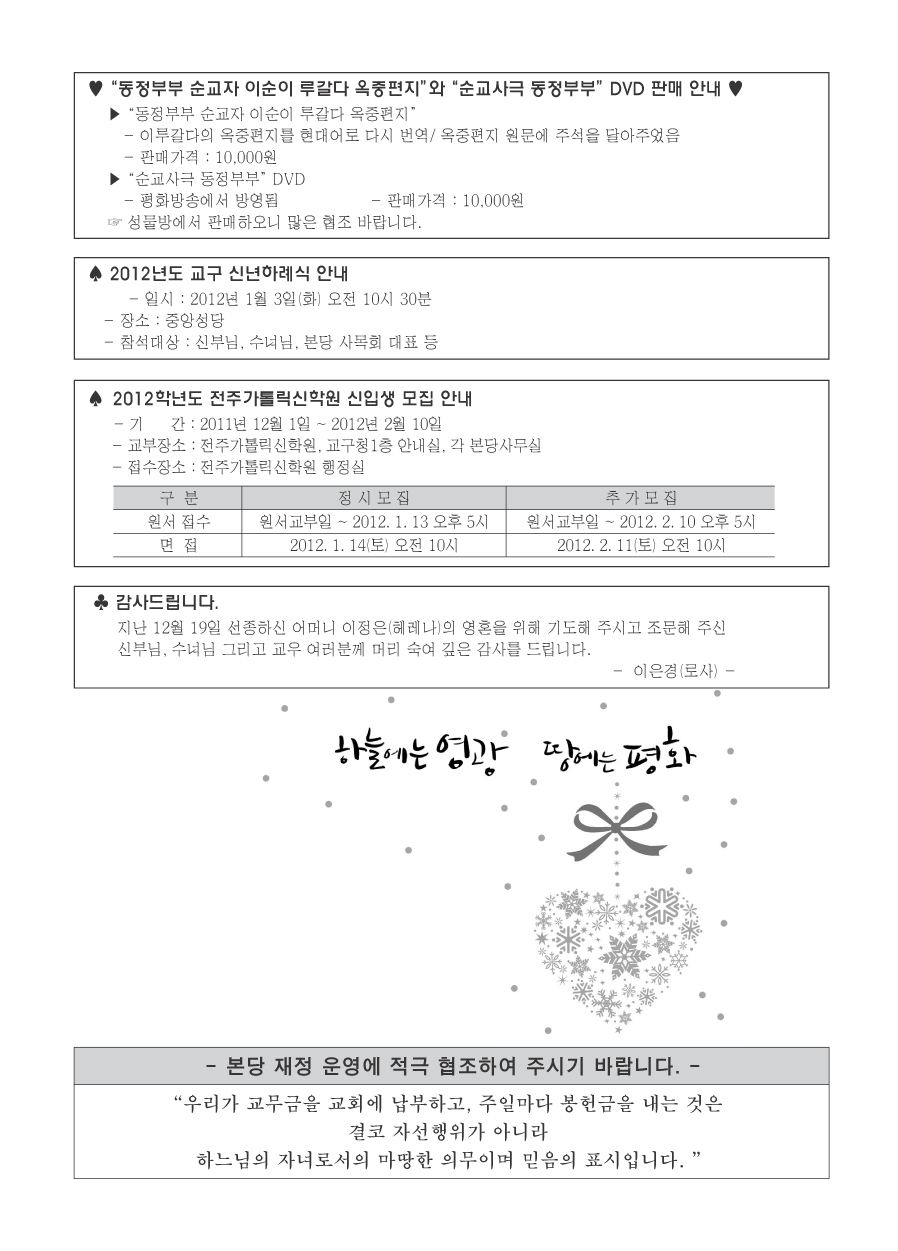 ♥ “동정부부 순교자 이순이 루갈다 옥중편지”와 “순교사극 동정부부” DVD 판매 안내 ♥
▶ “동정부부 순교자 이순이 루갈다 옥중편지”
- 이루갈다의 옥중편지를 현대어로 다시 번역/ 옥중편지 원문에 주석을 달아주었음
- 판매가격 : 10,000원
▶ “순교사극 동정부부” DVD
- 평화방송에서 방영됨 - 판매가격 : 10,000원
☞ 성물방에서 판매하오니 많은 협조 바랍니다.
♠ 2012년도 교구 신년하례식 안내
- 일시 : 2012년 1월 3일(화) 오전 10시 30분
- 장소 : 중앙성당
- 참석대상 : 신부님, 수녀님, 본당 사목회 대표 등
♠ 2012학년도 전주가톨릭신학원 신입생 모집 안내
- 기 간 : 2011년 12월 1일 ~ 2012년 2월 10일
- 교부장소 : 전주가톨릭신학원, 교구청1층 안내실, 각 본당사무실
- 접수장소 : 전주가톨릭신학원 행정실
구 분 정 시 모 집 추 가 모 집
원서 접수 원서교부일 ~ 2012. 1. 13 오후 5시 원서교부일 ~ 2012. 2. 10 오후 5시
면 접 2012. 1. 14(토) 오전 10시 2012. 2. 11(토) 오전 10시
♣ 감사드립니다.
지난 12월 19일 선종하신 어머니 이정은(헤레나)의 영혼을 위해 기도해 주시고 조문해 주신
신부님, 수녀님 그리고 교우 여러분께 머리 숙여 깊은 감사를 드립니다.
- 이은경(로사) -
하늘에는 영광 땅에는 평화
- 본당 재정 운영에 적극 협조하여 주시기 바랍니다. -
“우리가 교무금을 교회에 납부하고, 주일마다 봉헌금을 내는 것은
결코 자선행위가 아니라
하느님의 자녀로서의 마땅한 의무이며 믿음의 표시입니다. ”